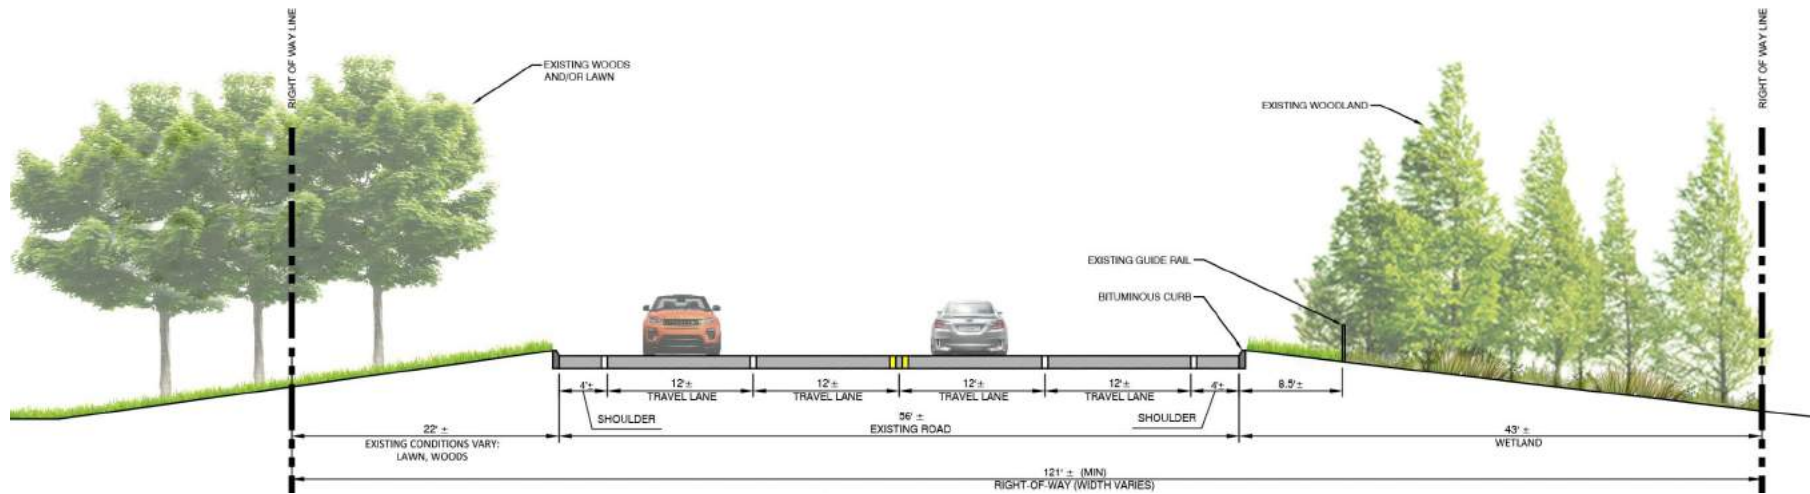 RIGHT OF WAY LINE
EXISTING WOODS
AND/OR LAWN
EXISTING WOODLAND
RIGHT OF WAY LINE
EXISTING GUIDE RAIL
BITUMINOUS CURB
4'±
12'±
TRAVEL LANE
12'±
TRAVEL LANE
12'±
TRAVEL LANE
12'±
TRAVEL LANE
4'±
8.5'±
SHOULDER
SHOULDER
22' ±
EXISTING CONDITIONS VARY:
LAWN, WOODS
56' ±
EXISTING ROAD
43' ±
WETLAND
121' ± (MIN)
RIGHT-OF-WAY (WIDTH VARIES)